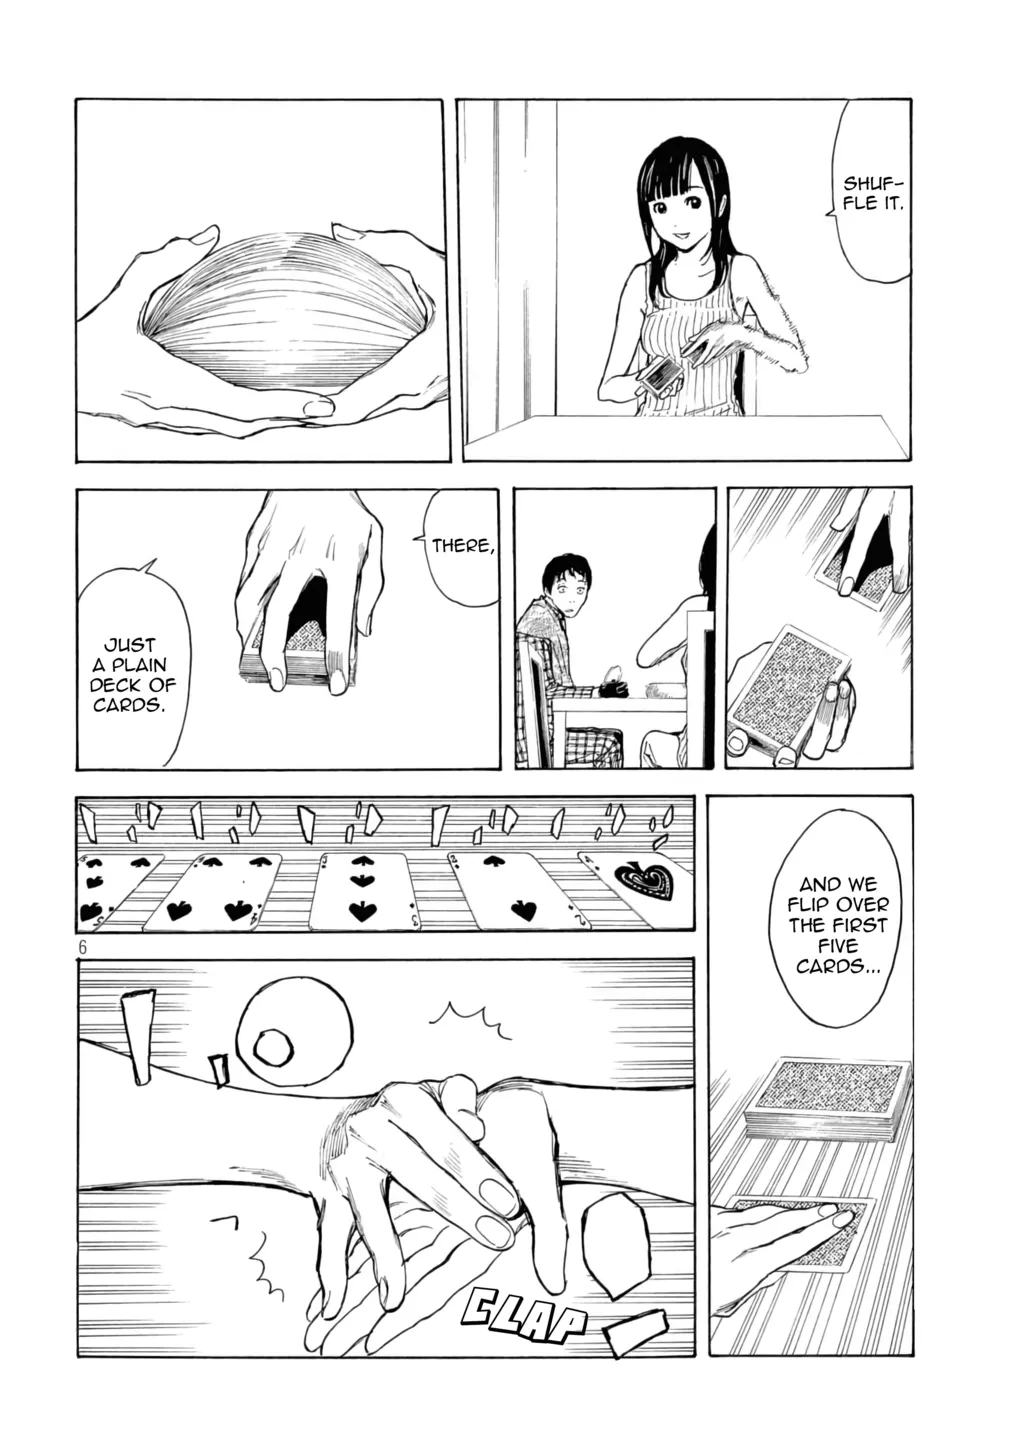 SHUF-
FLE IT.
THERE,
JUST
A PLAIN
DECK OF
CARDS.
AND WE
FLIP OVER
THE FIRST
FIVE
CARDS...
6
CLAP